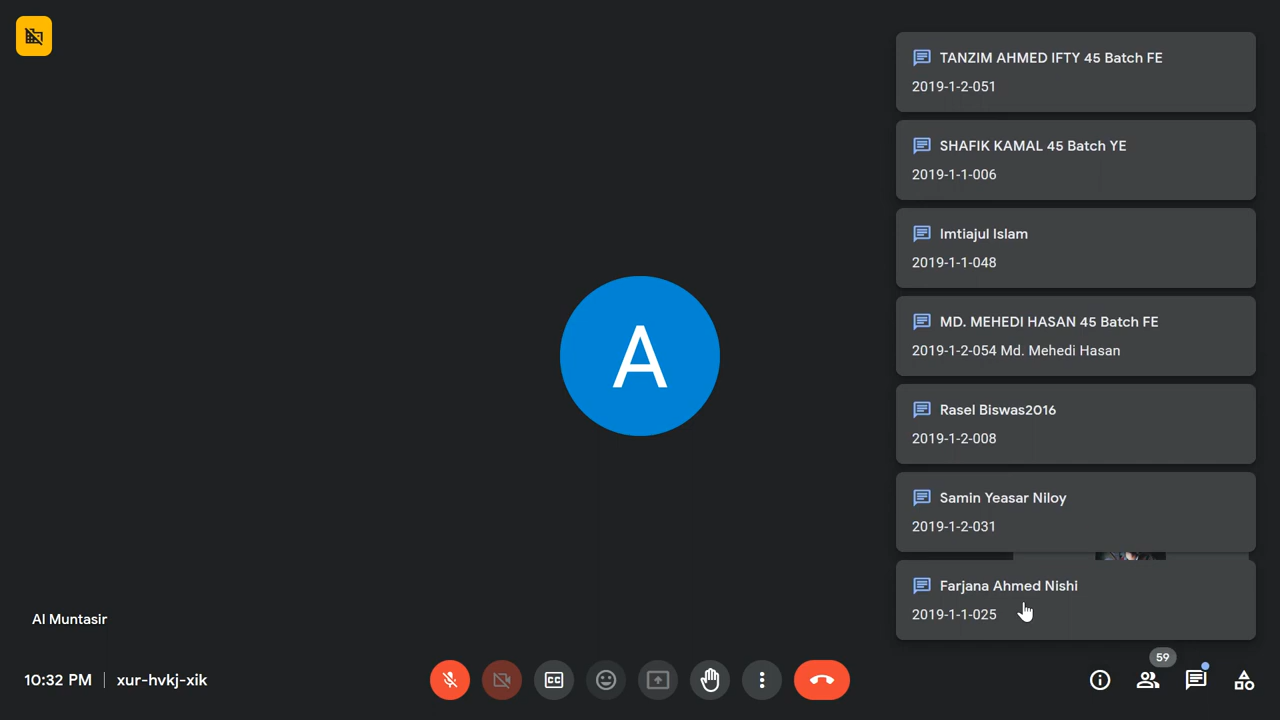 TANZIM AHMED IFTY 45 Batch FE
2019-1-2-051
SHAFIK KAMAL 45 Batch YE
2019-1-1-006
Imtiajul Islam
2019-1-1-048
MD. MEHEDI HASAN 45 Batch FE
2019-1-2-054 Md. Mehedi Hasan
Rasel Biswas2016
2019-1-2-008
Samin Yeasar Niloy
2019-1-2-031
Farjana Ahmed Nishi
2019-1-1-025
A
Al Muntasir
10:32 PM | xur-hvkj-xik
CC
59